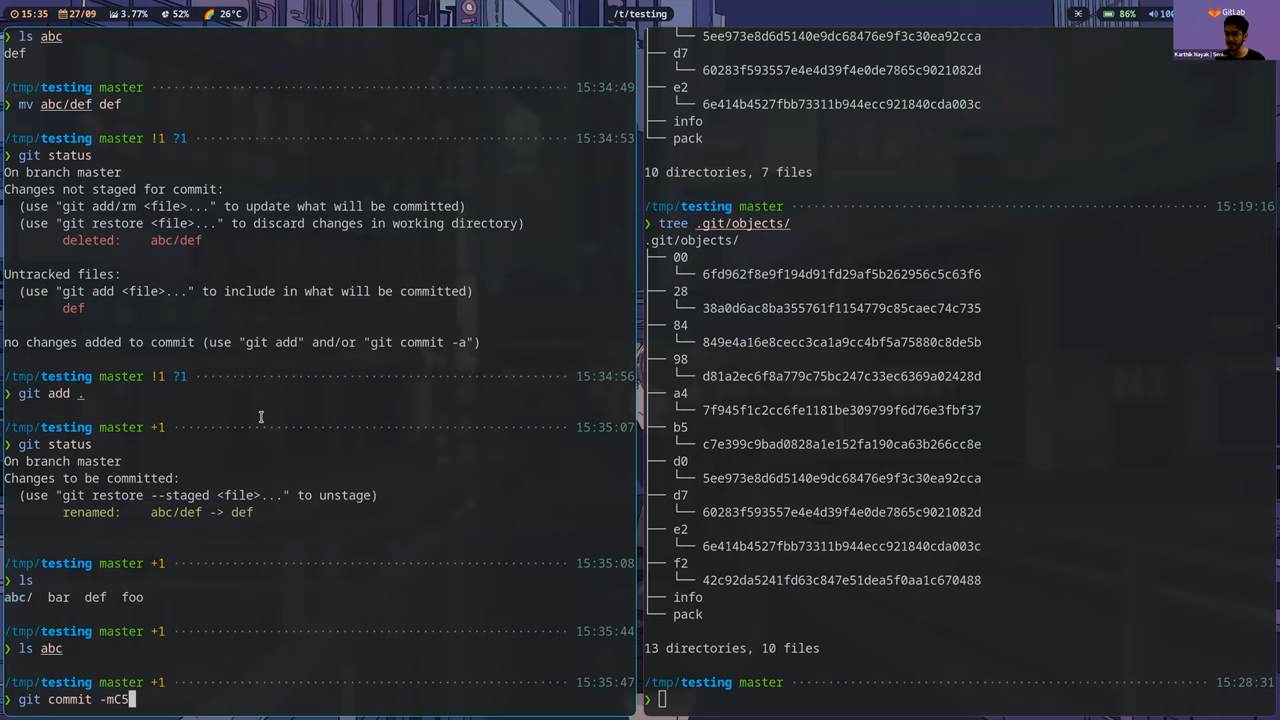 15:35 27/09 3.77% 52% 26°C
/t/testing
86% 100
GitLab
Karthik Nayak | Seni
❯ ls abc
def
/tmp/testing master 15:34:49
❯ mv abc/def def
/tmp/testing master !1 ?1 15:34:53
❯ git status
On branch master
Changes not staged for commit:
(use "git add/rm <file>..." to update what will be committed)
(use "git restore <file>..." to discard changes in working directory)
deleted: abc/def
Untracked files:
(use "git add <file>..." to include in what will be committed)
def
no changes added to commit (use "git add" and/or "git commit -a")
/tmp/testing master !1 ?1 15:34:56
❯ git add .
/tmp/testing master +1 15:35:07
❯ git status
On branch master
Changes to be committed:
(use "git restore --staged <file>..." to unstage)
renamed: abc/def -> def
/tmp/testing master +1 15:35:08
❯ ls
abc/ bar def foo
/tmp/testing master +1 15:35:44
❯ ls abc
/tmp/testing master +1 15:35:47
❯ git commit -mC5
5ee973e8d6d5140e9dc68476e9f3c30ea92cca
d7
60283f593557e4e4d39f4e0de7865c9021082d
e2
6e414b4527fbb73311b944ecc921840cda003c
info
pack
10 directories, 7 files
/tmp/testing master 15:19:16
❯ tree .git/objects/
.git/objects/
00
6fd962f8e9f194d91fd29af5b262956c5c63f6
28
38a0d6ac8ba355761f1154779c85caec74c735
84
849e4a16e8cecc3ca1a9cc4bf5a75880c8de5b
98
d81a2ec6f8a779c75bc247c33ec6369a02428d
a4
7f945f1c2cc6fe1181be309799f6d76e3fbf37
b5
c7e399c9bad0828a1e152fa190ca63b266cc8e
d0
5ee973e8d6d5140e9dc68476e9f3c30ea92cca
d7
60283f593557e4e4d39f4e0de7865c9021082d
e2
6e414b4527fbb73311b944ecc921840cda003c
f2
42c92da5241fd63c847e51dea5f0aa1c670488
info
pack
13 directories, 10 files
/tmp/testing master 15:28:31
❯